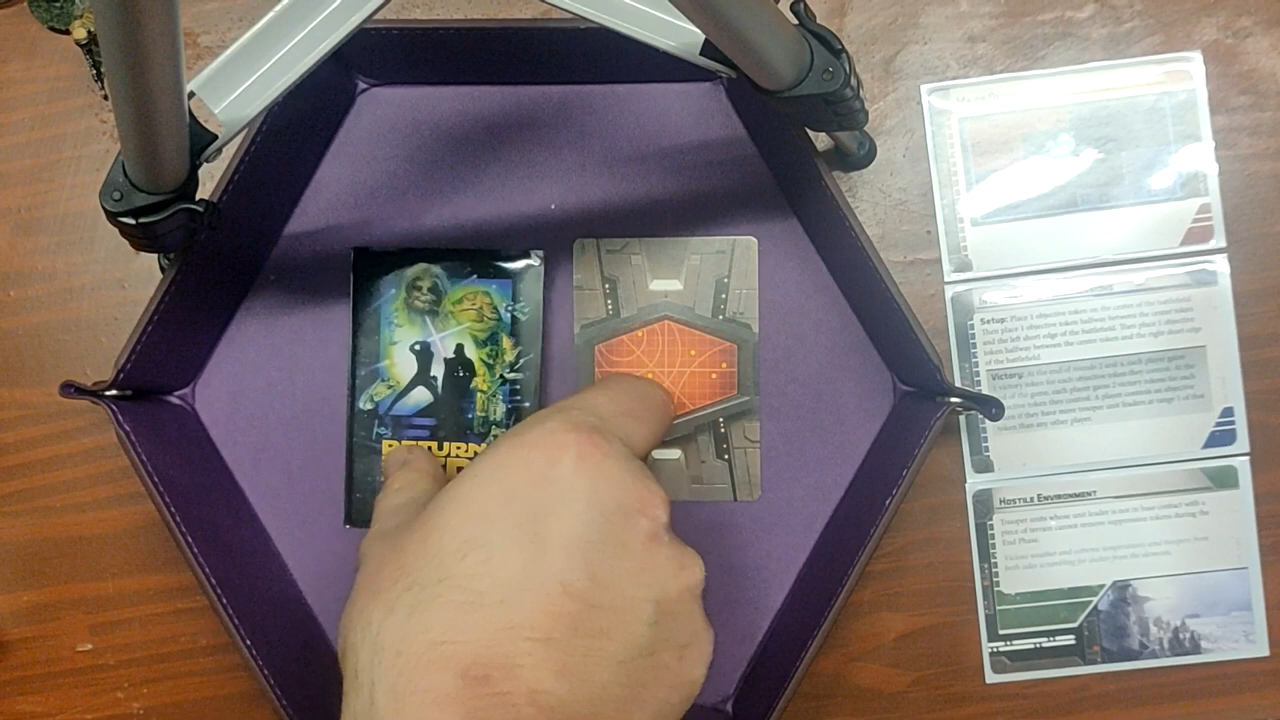 RETURN
Setup: Place 1 objective token in the center of the battlefield.
Then place 1 objective token halfway between the center token
and the left short edge of the battlefield. Then place 1 objective
token halfway between the center token and the right short edge
of the battlefield.
Victory: At the end of rounds 2 and 4, each player gains
1 victory token for each objective token they control. At the
end of the game, each player gains 2 victory tokens for each
objective token they control. A player controls an objective
token if they have more trooper unit leaders at range 1 of that
token than any other player.
HOSTILE ENVIRONMENT
Trooper units whose unit leader is not in base contact with a
piece of terrain cannot remove suppression tokens during the
End Phase.
Vicious weather and extreme temperatures send troopers from
both sides scrambling for shelter from the elements.